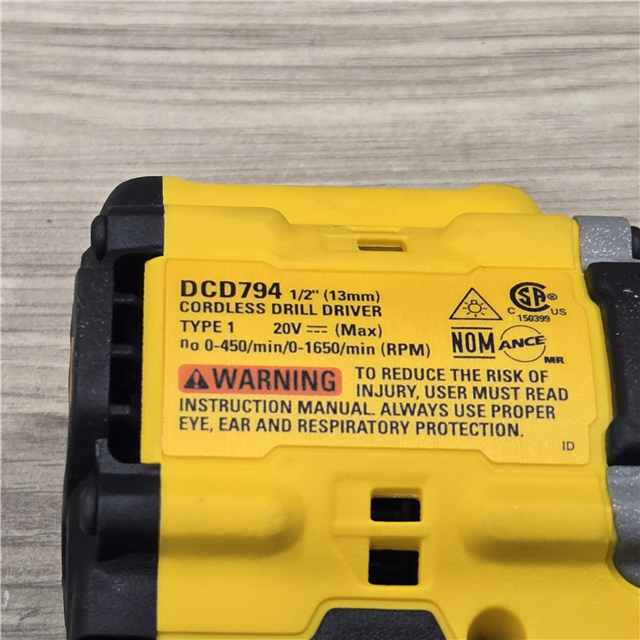 DCD794 1/2" (13mm)
CORDLESS DRILL DRIVER
TYPE 1 20V ⎓ (Max)
no 0-450/min/0-1650/min (RPM)
SA
C US
150399
NOM ANCE
MR
WARNING TO REDUCE THE RISK OF
INJURY, USER MUST READ
INSTRUCTION MANUAL. ALWAYS USE PROPER
EYE, EAR AND RESPIRATORY PROTECTION.
ID